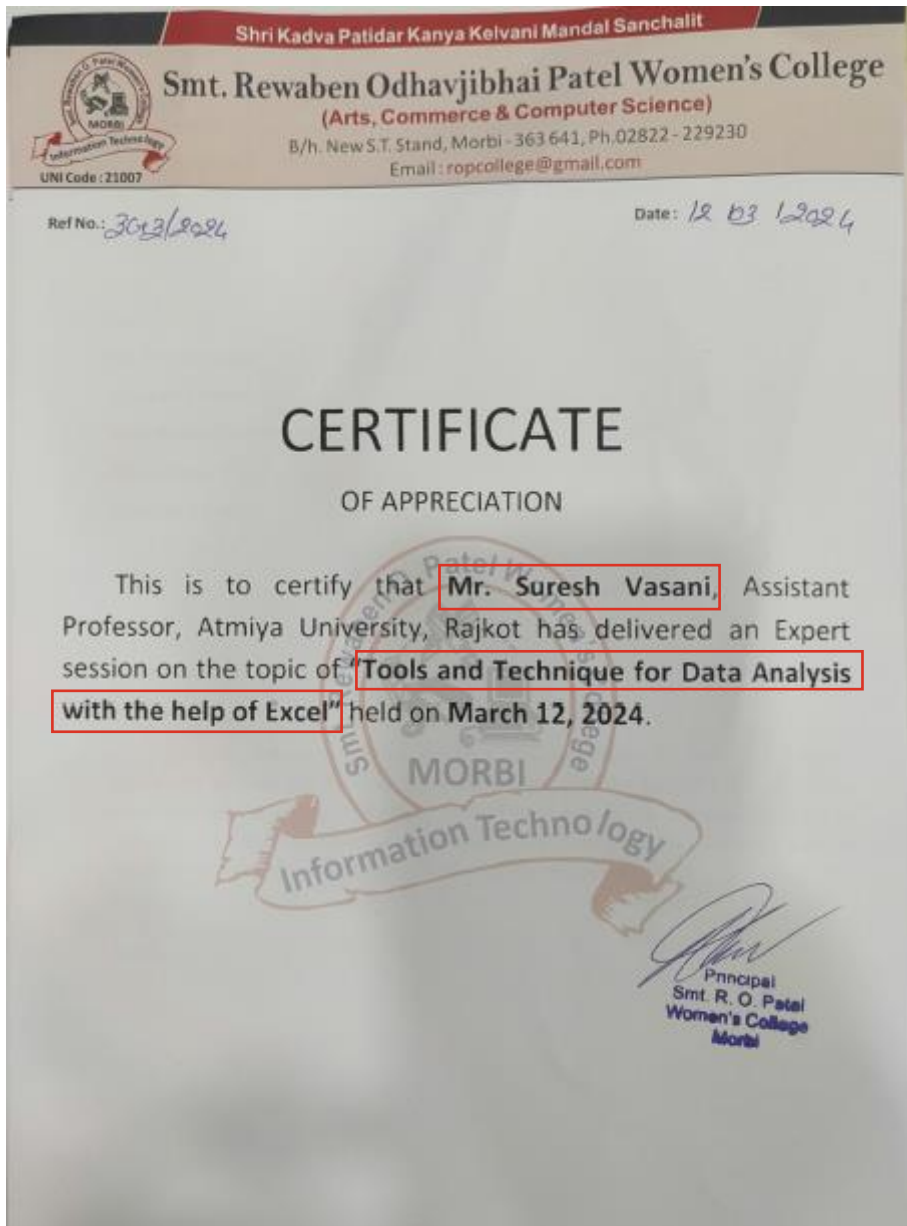 Shri Kadva Patidar Kanya Kelvani Mandal Sanchalit
Smt. Rewaben Odhavjibhai Patel Women's College
(Arts, Commerce & Computer Science)
B/h. New S.T. Stand, Morbi - 363 641, Ph.02822 - 229230
Email : ropcollege@gmail.com
MORBI
Information Technology
UNI Code : 21007
Ref No.: /2024
Date: 12 03 12024
CERTIFICATE
OF APPRECIATION
This is to certify that Mr. Suresh Vasani, Assistant
Professor, Atmiya University, Rajkot has delivered an Expert
session on the topic of "Tools and Technique for Data Analysis
with the help of Excel" held on March 12, 2024.
MORBI
Information Technology
Principal
Smt. R. O. Patel
Women's College
Morbi